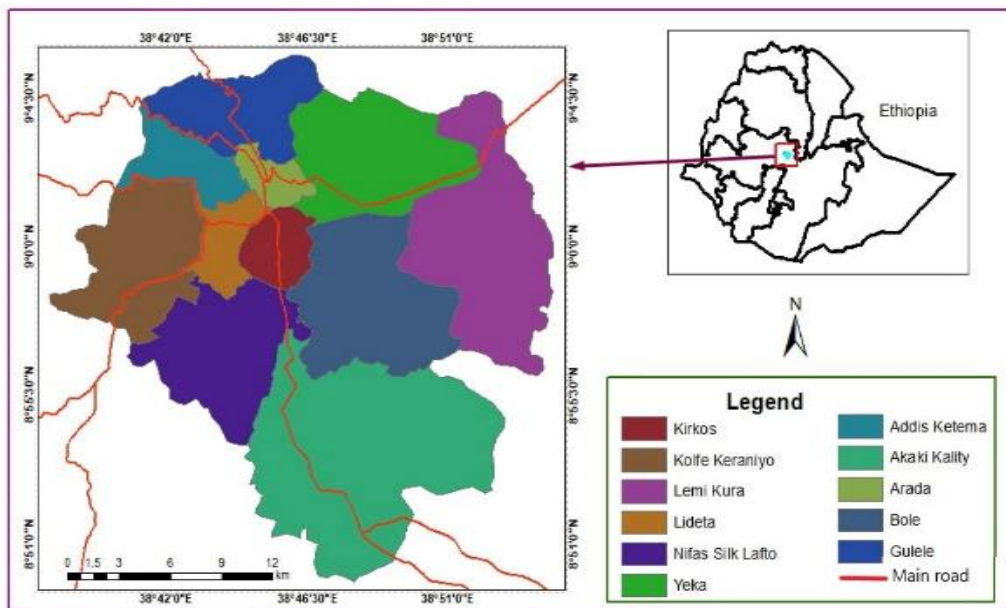 38°42'0"E 38°46'30"E 38°51'0"E
9°4'30"N 9°4'30"N
9°0'0"N 9°0'0"N
8°55'30"N 8°55'30"N
8°51'0"N 8°51'0"N
0 1.5 3 6 9 12
km
38°42'0"E 38°46'30"E 38°51'0"E
Ethiopia
N
Legend
Kirkos
Kolfe Keraniyo
Lemi Kura
Lideta
Nifas Silk Lafto
Yeka
Addis Ketema
Akaki Kality
Arada
Bole
Gulele
Main road